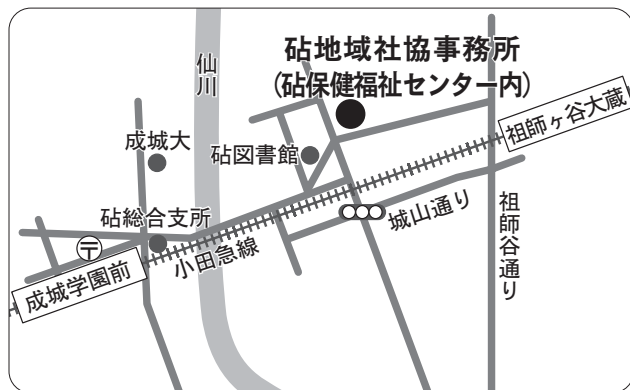 砧地域社協事務所
(砧保健福祉センター内)
仙川
成城大
砧図書館
祖師ヶ谷大蔵
砧総合支所
城山通り
祖師谷通り
〒
小田急線
成城学園前